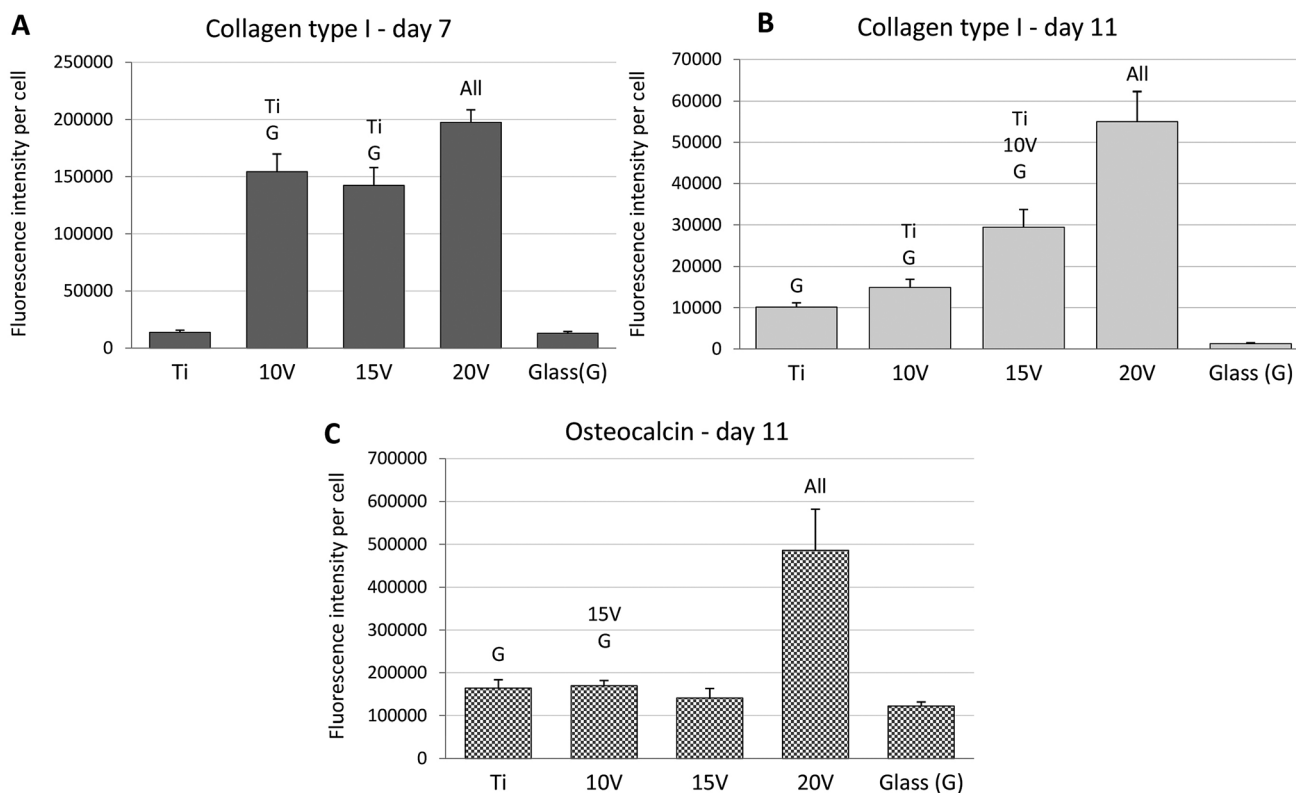 A
Collagen type I - day 7
Fluorescence intensity per cell
250000
200000
150000
100000
50000
0
Ti
G
Ti
G
All
Ti
10V
15V
20V
Glass(G)
B
Collagen type I - day 11
Fluorescence intensity per cell
70000
60000
50000
40000
30000
20000
10000
0
G
Ti
G
Ti
10V
G
All
Ti
10V
15V
20V
Glass (G)
C
Osteocalcin - day 11
Fluorescence intensity per cell
700000
600000
500000
400000
300000
200000
100000
0
G
15V
G
All
Ti
10V
15V
20V
Glass (G)